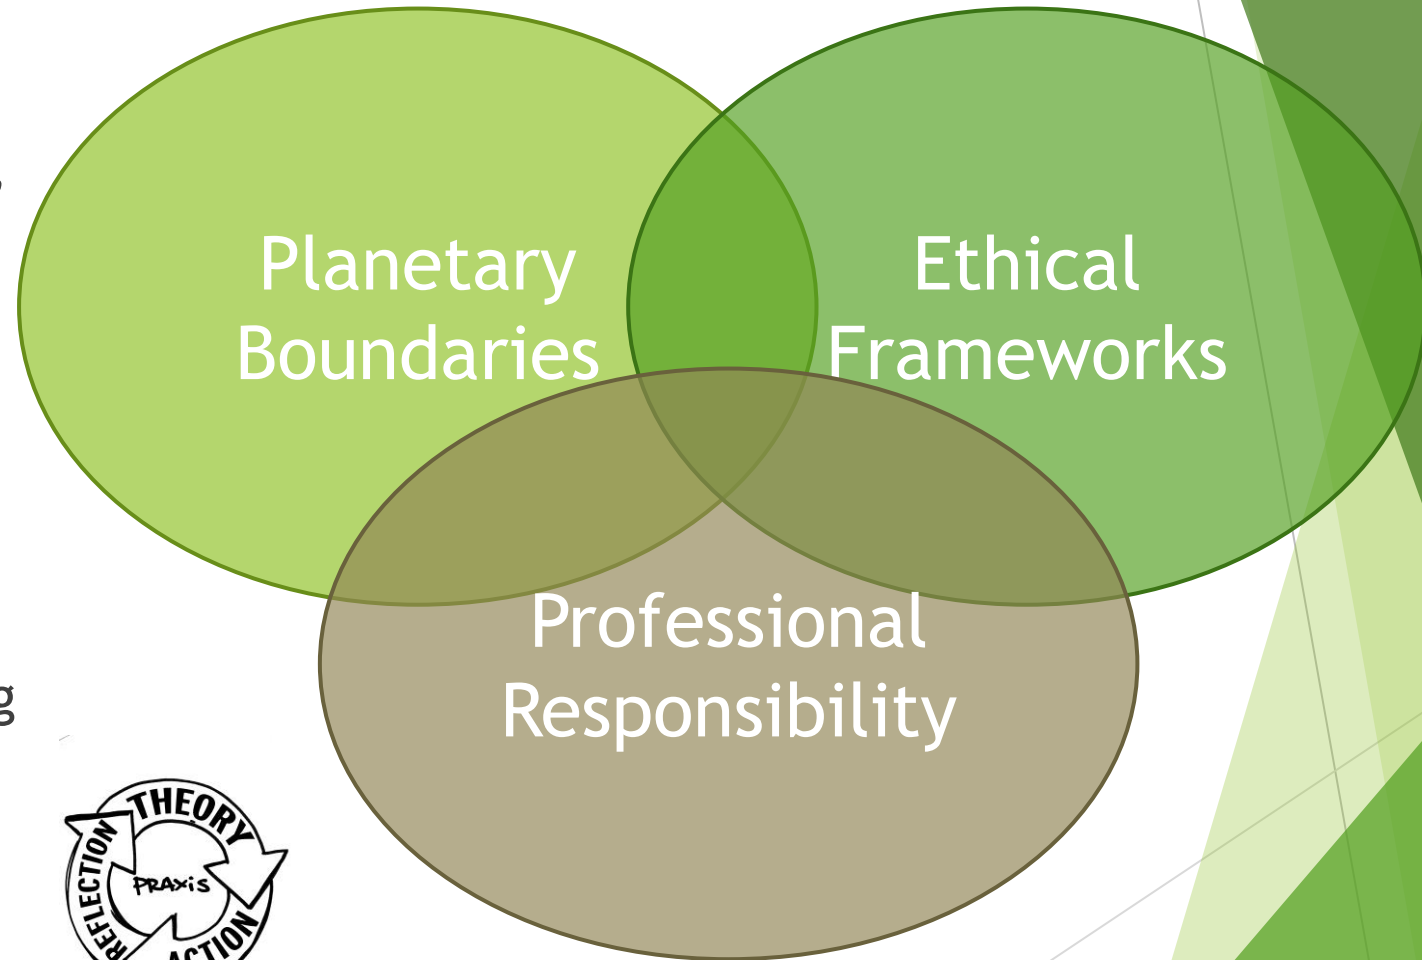 ,
Planetary
Boundaries
Ethical
Frameworks
Professional
Responsibility
g
THEORY
PRAXIS
REFLECTION
ACTION